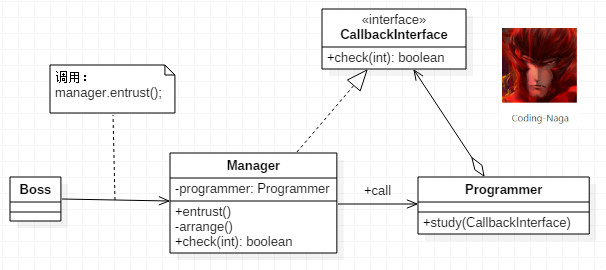 «interface»
CallbackInterface
+check(int): boolean
Coding-Naga
调用：
manager.entrust();
Manager
-programmer: Programmer
+entrust()
-arrange()
+check(int): boolean
Boss
+call
Programmer
+study(CallbackInterface)